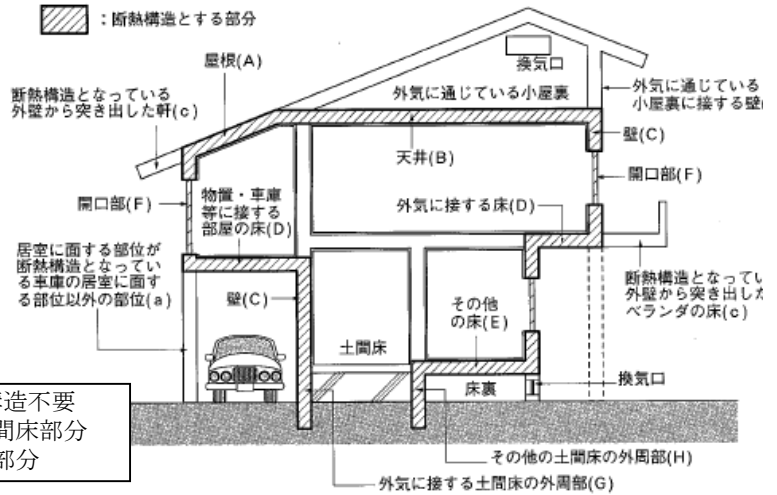 ：断熱構造とする部分
屋根(A)
換気口
断熱構造となっている
外壁から突き出した軒(c)
外気に通じている小屋裏
外気に通じている
小屋裏に接する壁
壁(C)
天井(B)
開口部(F)
開口部(F)
物置・車庫
等に接する
部屋の床(D)
外気に接する床(D)
居室に面する部位が
断熱構造となってい
る車庫の居室に面す
る部位以外の部位(a)
断熱構造となってい
外壁から突き出した
ベランダの床(c)
壁(C)
その他
の床(E)
土間床
換気口
床裏
造不要
間床部分
部分
その他の土間床の外周部(H)
外気に接する土間床の外周部(G)